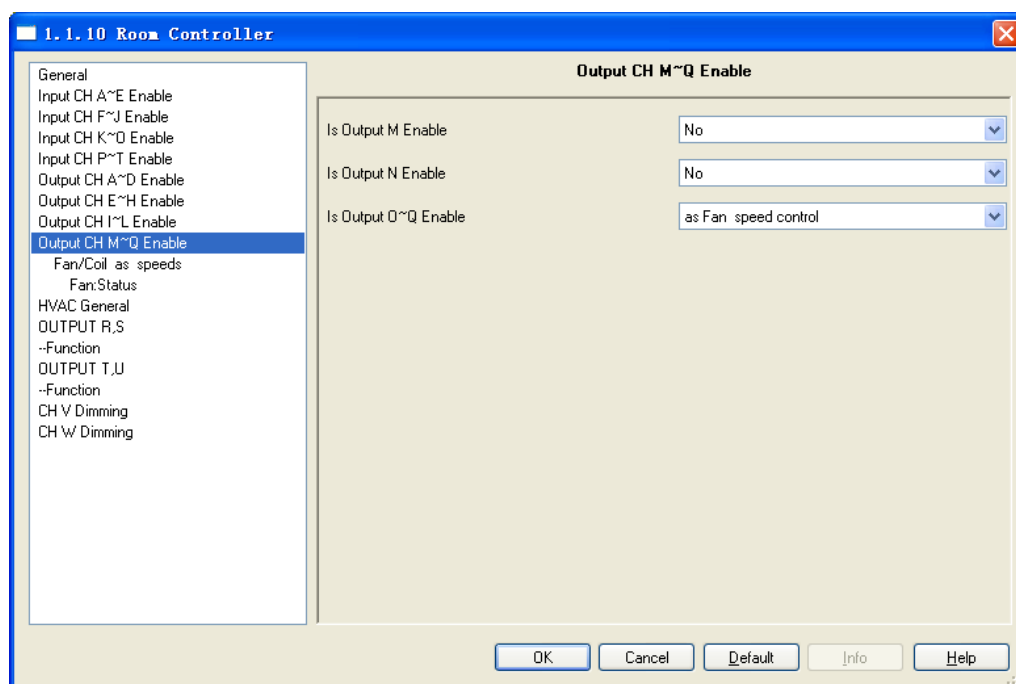 1.1.10 Room Controller
General
Input CH A~E Enable
Input CH F~J Enable
Input CH K~O Enable
Input CH P~T Enable
Output CH A~D Enable
Output CH E~H Enable
Output CH I~L Enable
Output CH M~Q Enable
Fan/Coil as speeds
Fan:Status
HVAC General
OUTPUT R,S
--Function
OUTPUT T,U
--Function
CH V Dimming
CH W Dimming
Output CH M~Q Enable
Is Output M Enable No
Is Output N Enable No
Is Output O~Q Enable as Fan speed control
OK Cancel Default Info Help